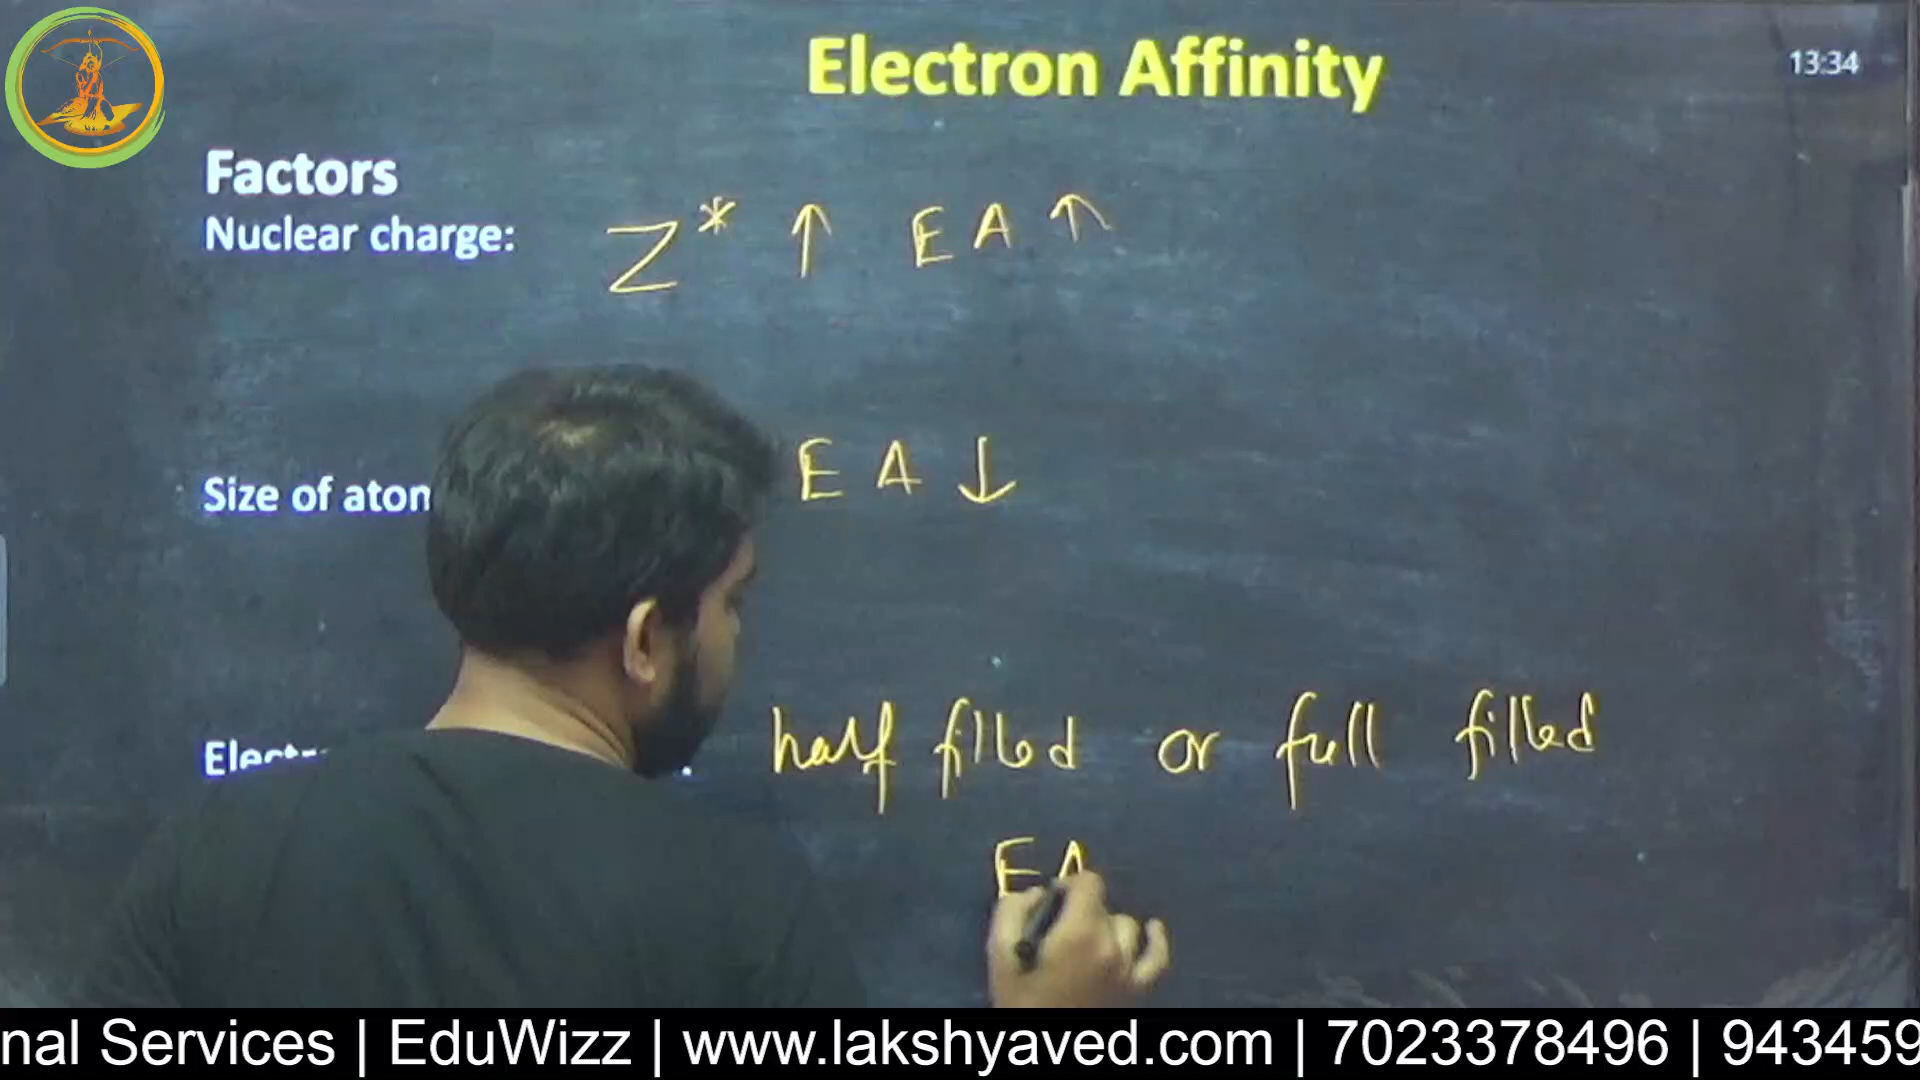 Electron Affinity
13:34
Factors
Nuclear charge: Z* ↑ EA ↑
Size of atom EA ↓
half filled or full filled
EA
nal Services | EduWizz | www.lakshyaved.com | 7023378496 | 943459